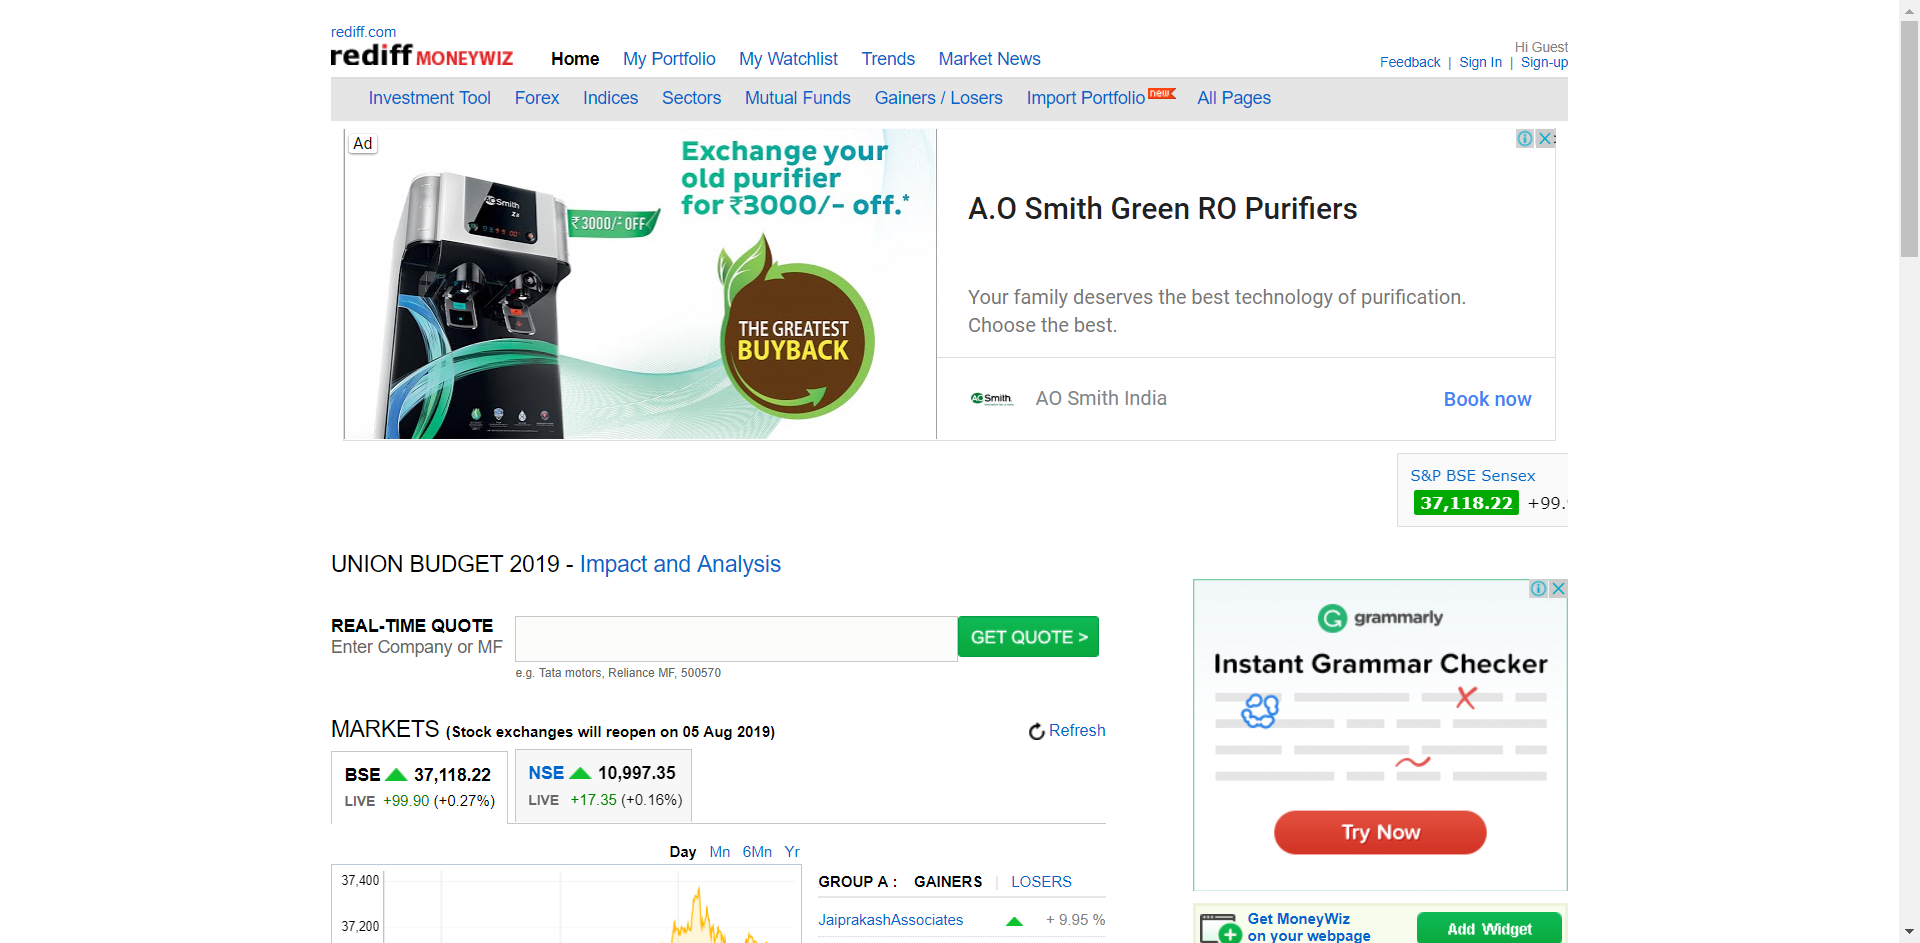 rediff.com
rediff MONEYWIZ
Home My Portfolio My Watchlist Trends Market News
Hi Guest
Feedback | Sign In | Sign-up
Investment Tool Forex Indices Sectors Mutual Funds Gainers / Losers Import Portfolio new All Pages
Ad
Exchange your
old purifier
for ₹3000/- off.*
AO Smith
Z8
₹3000/- OFF
THE GREATEST
BUYBACK
A.O Smith Green RO Purifiers
Your family deserves the best technology of purification.
Choose the best.
AO Smith
AO Smith India
Book now
S&P BSE Sensex
37,118.22 +99.
UNION BUDGET 2019 - Impact and Analysis
REAL-TIME QUOTE
Enter Company or MF
GET QUOTE >
e.g. Tata motors, Reliance MF, 500570
MARKETS (Stock exchanges will reopen on 05 Aug 2019)
Refresh
BSE 37,118.22
LIVE +99.90 (+0.27%)
NSE 10,997.35
LIVE +17.35 (+0.16%)
Day Mn 6Mn Yr
37,400
37,200
GROUP A : GAINERS | LOSERS
JaiprakashAssociates + 9.95 %
grammarly
Instant Grammar Checker
Try Now
Get MoneyWiz
on your webpage
Add Widget